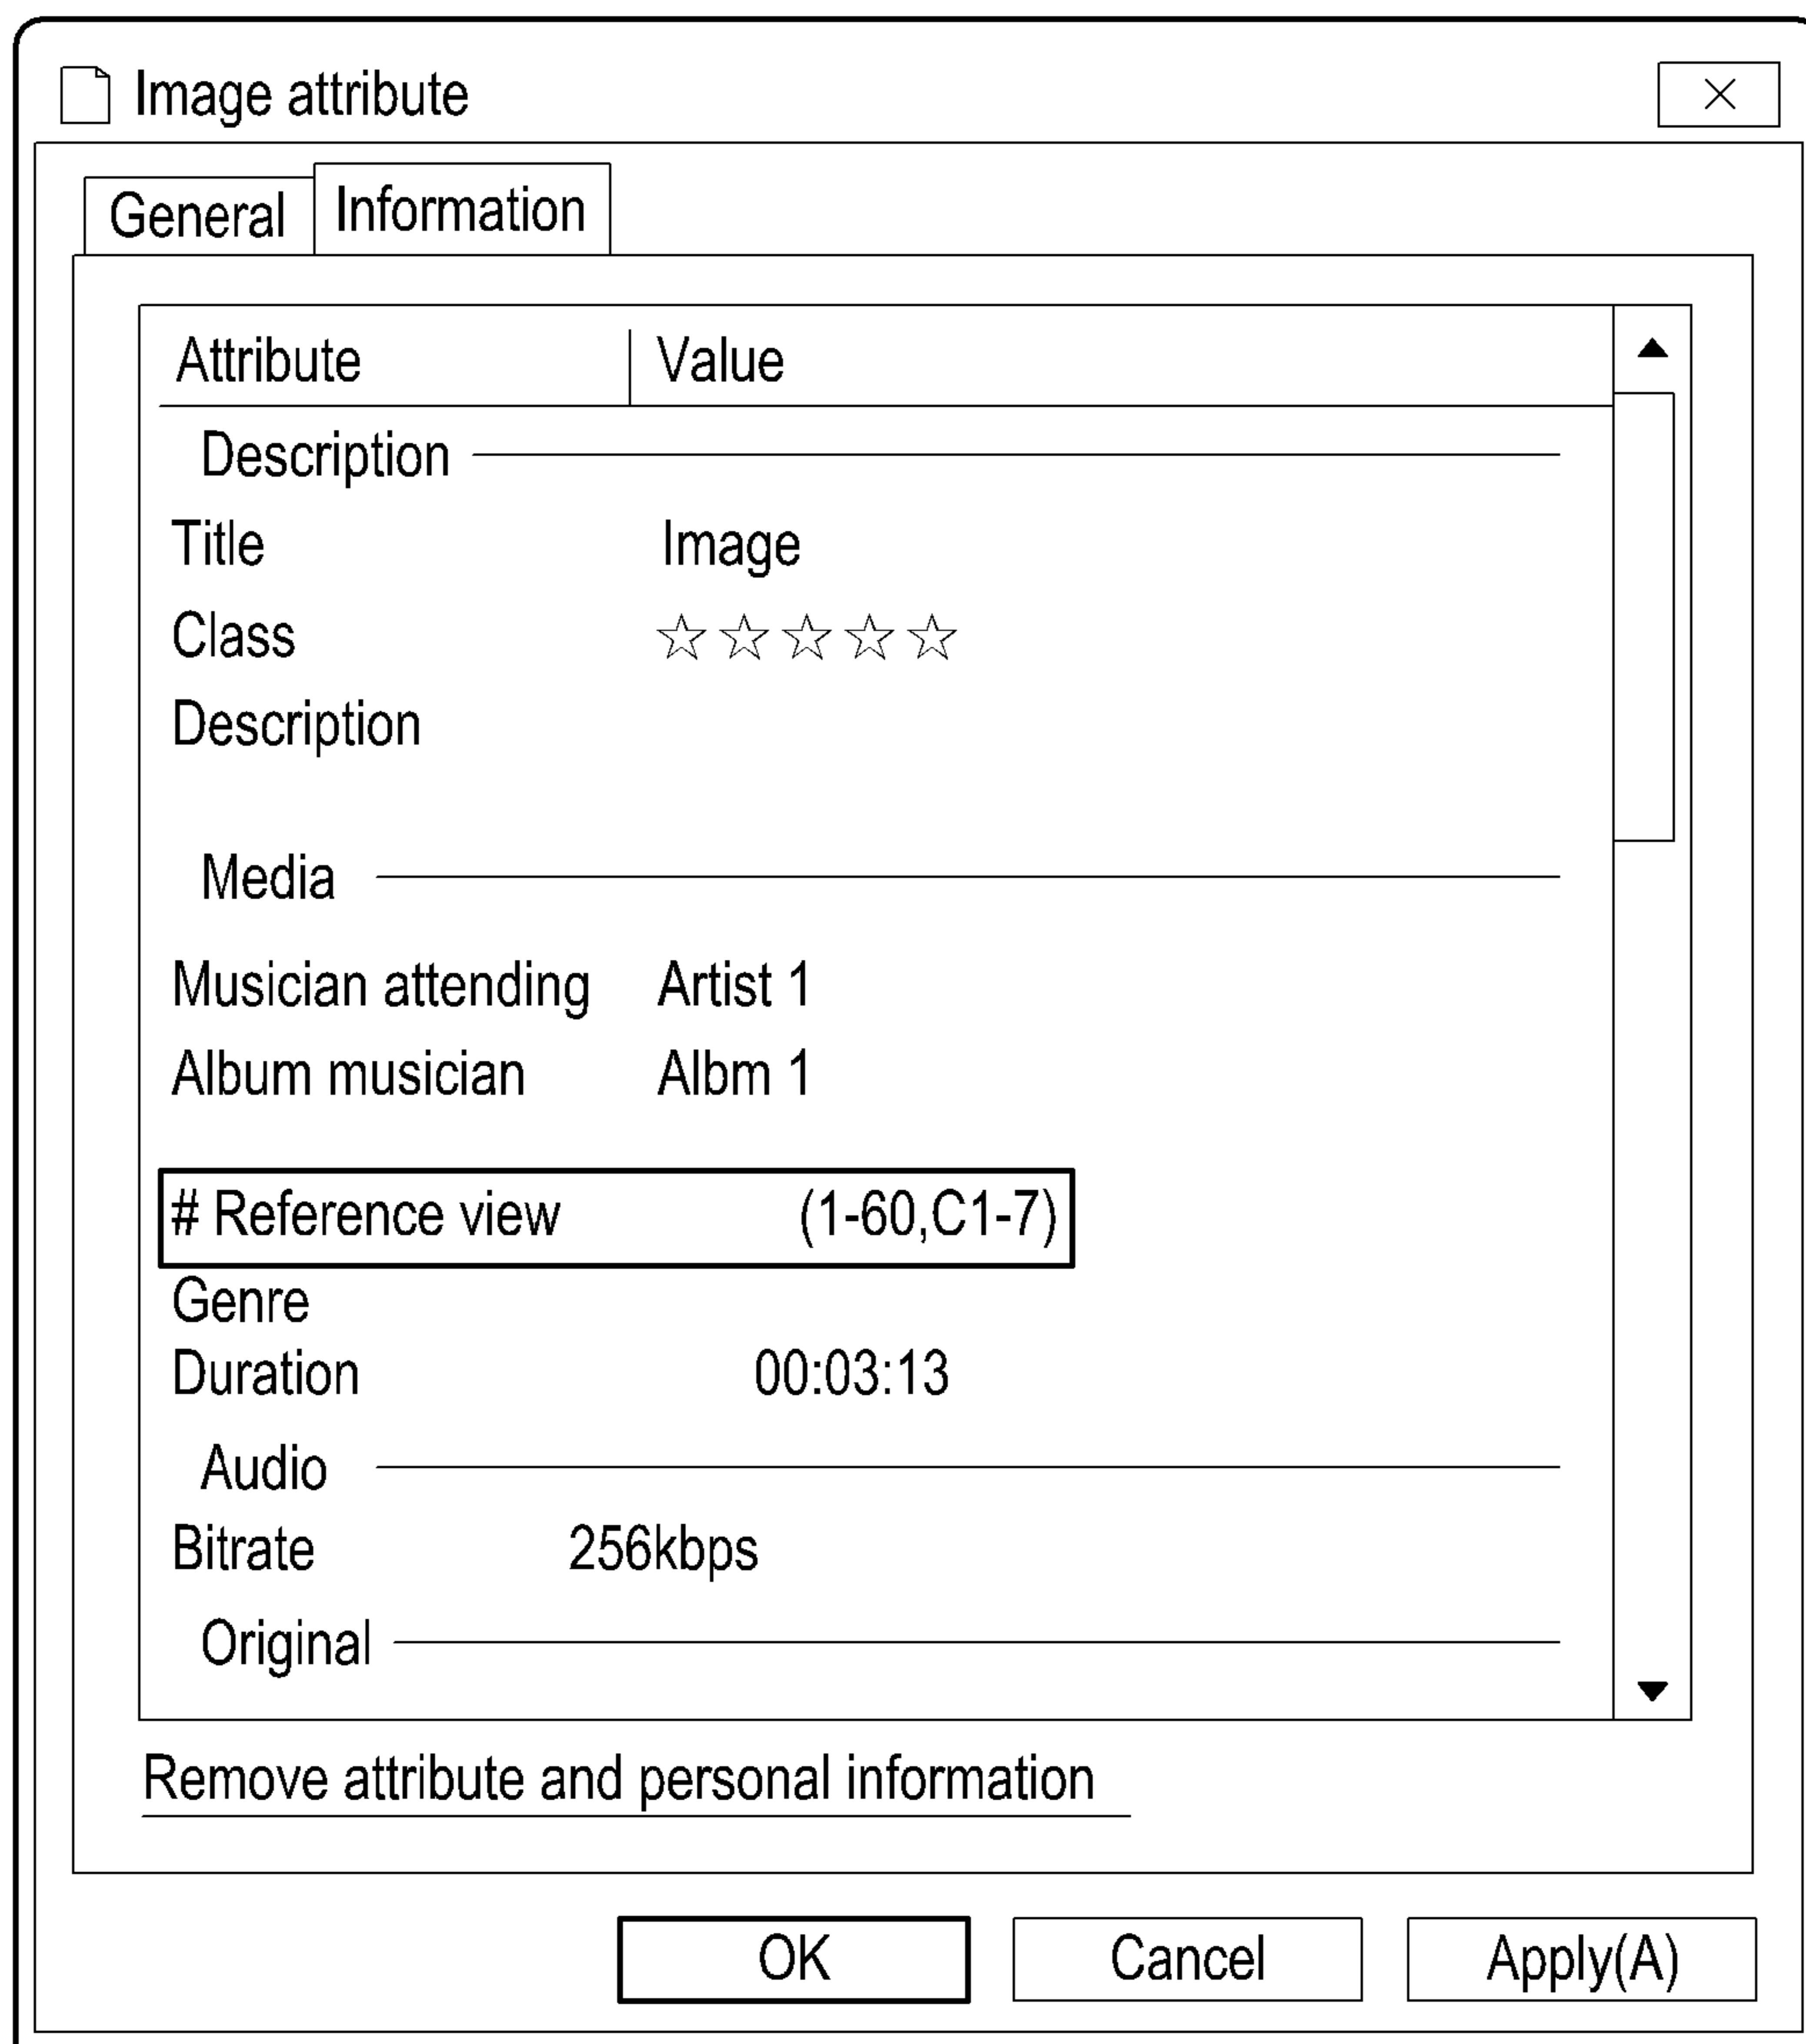 Image attribute
General Information
Attribute Value
Description
Title Image
Class ☆☆☆☆☆
Description
Media
Musician attending Artist 1
Album musician Albm 1
# Reference view (1-60,C1-7)
Genre
Duration 00:03:13
Audio
Bitrate 256kbps
Original
Remove attribute and personal information
OK Cancel Apply(A)